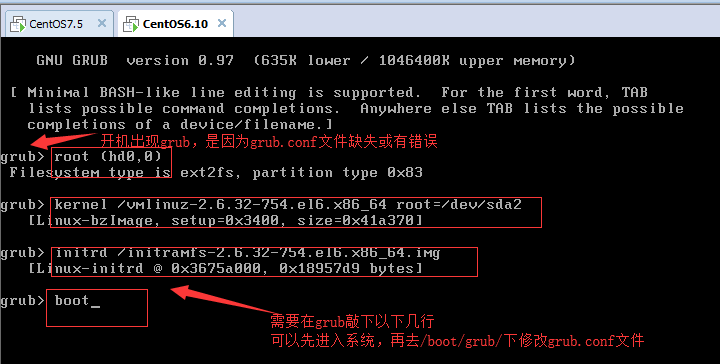 CentOS7.5 × CentOS6.10 ×
GNU GRUB version 0.97 (635K lower / 1046400K upper memory)
[ Minimal BASH-like line editing is supported. For the first word, TAB
lists possible command completions. Anywhere else TAB lists the possible
completions of a device/filename.]
开机出现grub，是因为grub.conf文件缺失或有错误
grub> root (hd0,0)
Filesystem type is ext2fs, partition type 0x83
grub> kernel /vmlinuz-2.6.32-754.el6.x86_64 root=/dev/sda2
[Linux-bzImage, setup=0x3400, size=0x41a370]
grub> initrd /initramfs-2.6.32-754.el6.x86_64.img
[Linux-initrd @ 0x3675a000, 0x18957d9 bytes]
grub> boot_
需要在grub敲下以下几行
可以先进入系统，再去/boot/grub/下修改grub.conf文件